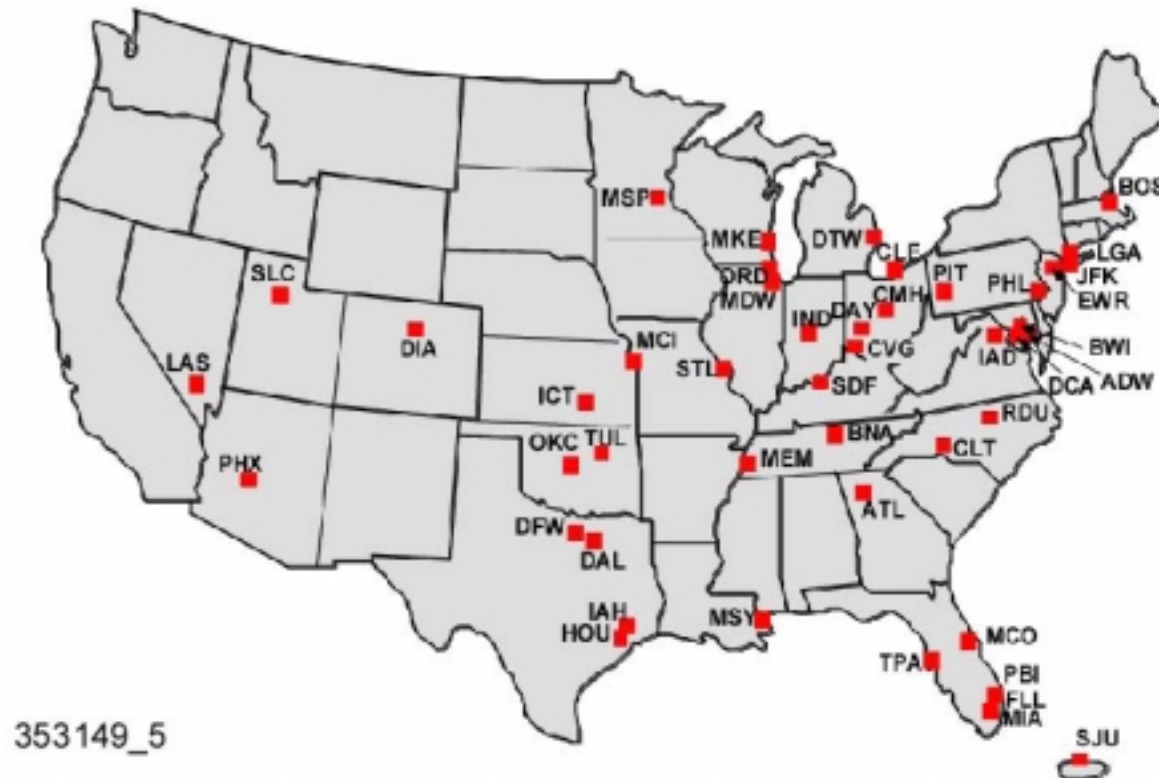 BOS
MSP
MKE
DTW
CLE
LGA
ORD
PIT
JFK
SLC
MDW
PHL
EWR
CMH
DAY
IND
DIA
MCI
CVG
BWI
LAS
STL
IAD
SDF
DCA
ADW
ICT
RDU
OKC
TUL
BNA
CLT
PHX
MEM
ATL
DFW
DAL
IAH
MSY
HOU
MCO
TPA
PBI
FLL
MIA
353149_5
SJU